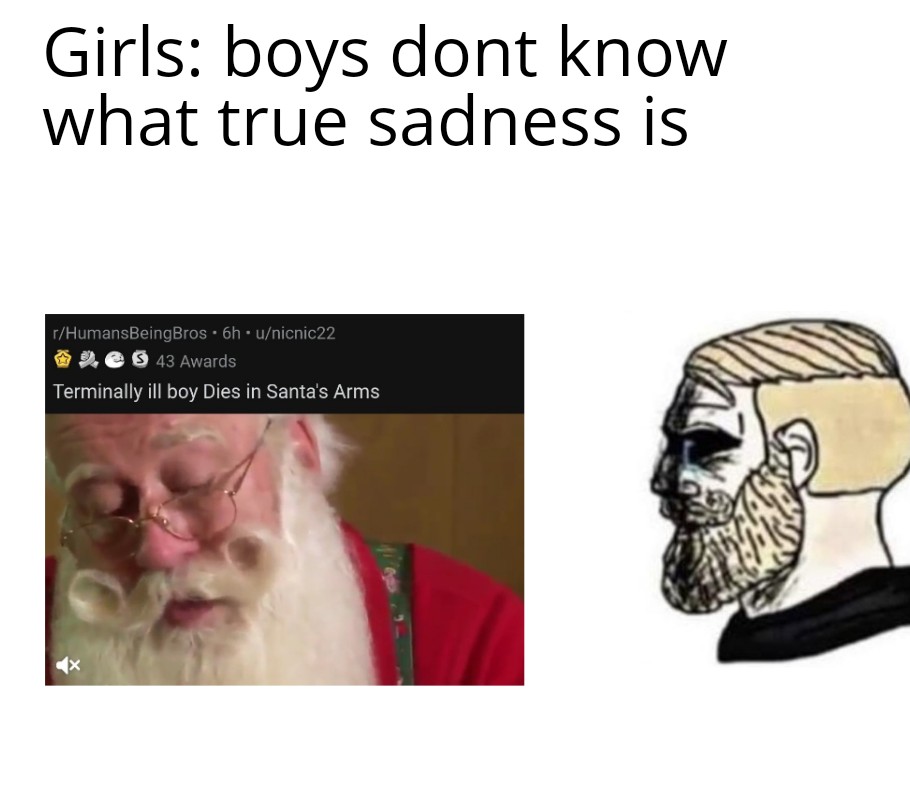 Girls: boys dont know
what true sadness is
r/HumansBeingBros • 6h • u/nicnic22
43 Awards
Terminally ill boy Dies in Santa's Arms